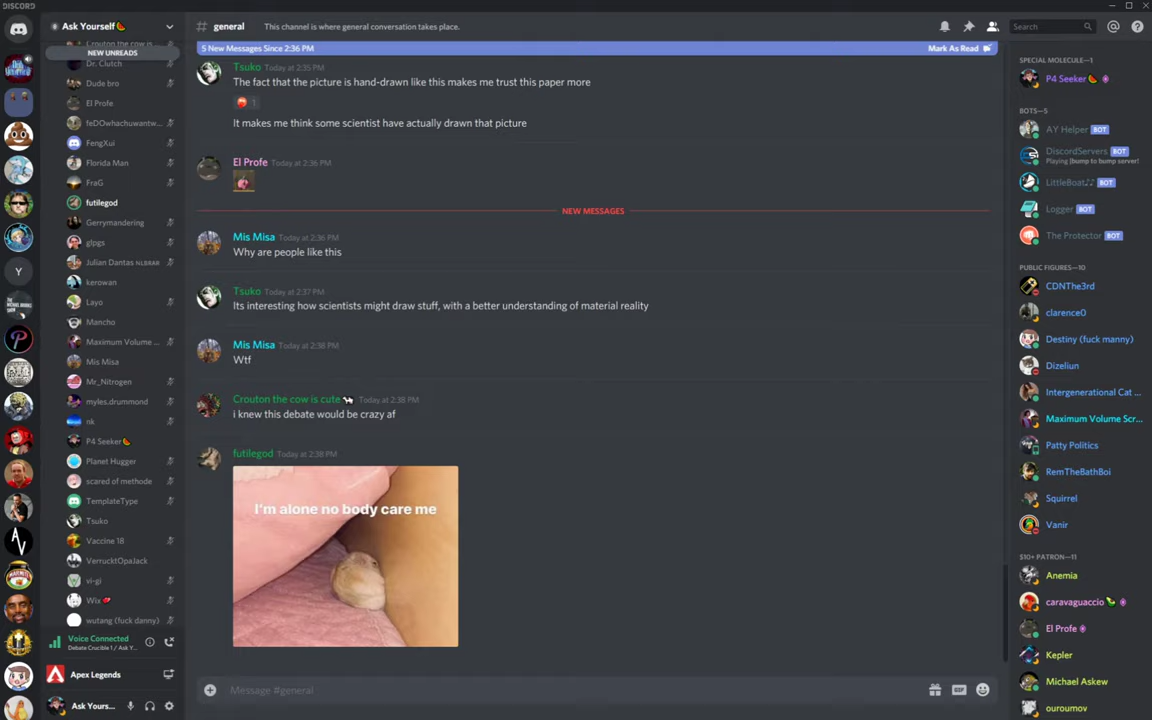 DISCORD
Ask Yourself🍉
# general
This channel is where general conversation takes place.
Search
Crouton the cow is
NEW UNREADS
Dr. Clutch
Dude bro
El Profe
feDOwhachuwantw...
FengXui
Florida Man
FraG
futilegod
Gerrymandering
glpgs
Julian Dantas NLBRRR
kerowan
Layo
Mancho
Maximum Volume ...
Mis Misa
Mr_Nitrogen
myles.drummond
nk
P4 Seeker🍉
Planet Hugger
scared of methode
TemplateType
Tsuko
Vaccine 18
VerrucktOpaJack
vi-gi
Wix
wutang (fuck danny)
Voice Connected
Debate Crucible 1 / Ask Y...
Apex Legends
Ask Yours...
Y
5 New Messages Since 2:36 PM
Mark As Read
Tsuko Today at 2:35 PM
The fact that the picture is hand-drawn like this makes me trust this paper more
1
It makes me think some scientist have actually drawn that picture
El Profe Today at 2:36 PM
NEW MESSAGES
Mis Misa Today at 2:36 PM
Why are people like this
Tsuko Today at 2:37 PM
Its interesting how scientists might draw stuff, with a better understanding of material reality
Mis Misa Today at 2:38 PM
Wtf
Crouton the cow is cute 🐄 Today at 2:38 PM
i knew this debate would be crazy af
futilegod Today at 2:38 PM
I'm alone no body care me
Message #general
GIF
SPECIAL MOLECULE—1
P4 Seeker🍉
BOTS—5
AY Helper BOT
DiscordServers BOT
Playing !bump to bump server!
LittleBoat♪♪ BOT
Logger BOT
The Protector BOT
PUBLIC FIGURES—10
CDNThe3rd
clarence0
Destiny (fuck manny)
Dizeliun
Intergenerational Cat ...
Maximum Volume Scr...
Patty Politics
RemTheBathBoi
Squirrel
Vanir
$10+ PATRON—11
Anemia
caravaguaccio
El Profe
Kepler
Michael Askew
ouroumov